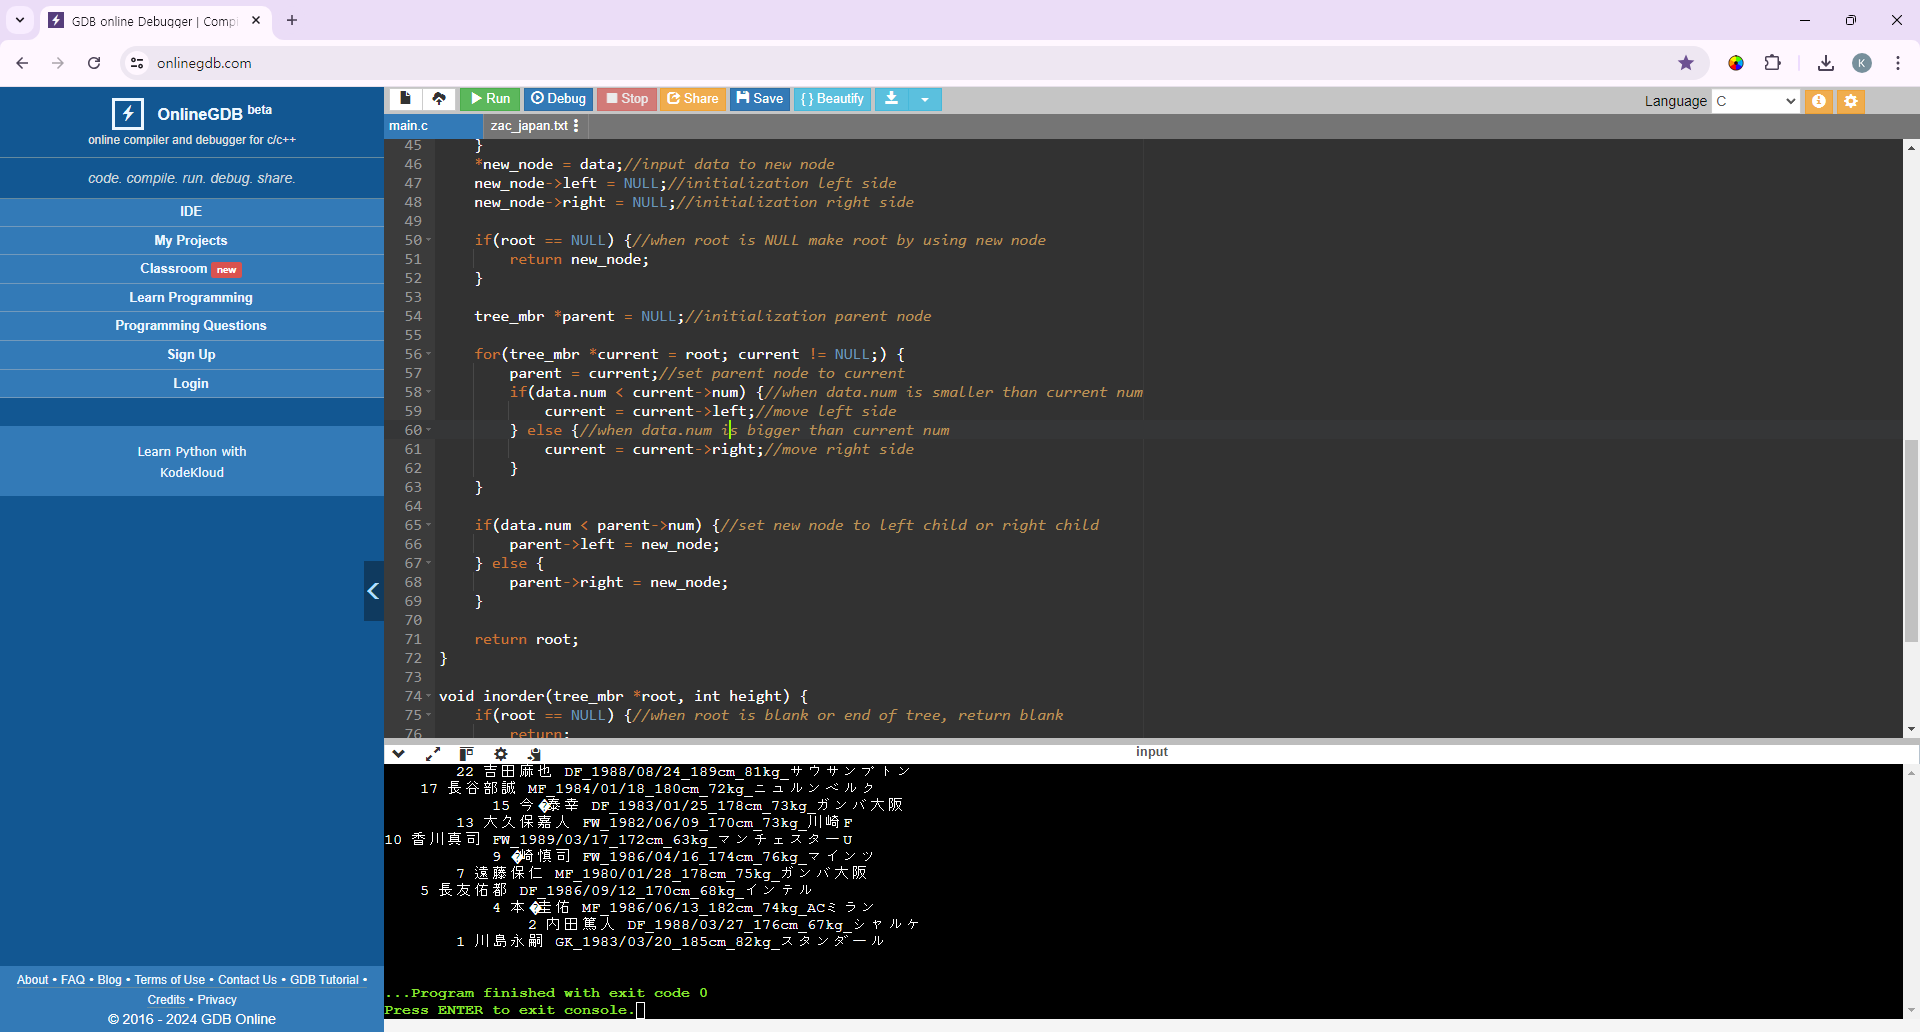 GDB online Debugger | Comp
onlinegdb.com
K
OnlineGDB beta
online compiler and debugger for c/c++
code. compile. run. debug. share.
IDE
My Projects
Classroom new
Learn Programming
Programming Questions
Sign Up
Login
Learn Python with
KodeKloud
About • FAQ • Blog • Terms of Use • Contact Us • GDB Tutorial •
Credits • Privacy
© 2016 - 2024 GDB Online
Run Debug Stop Share Save {} Beautify
Language C
main.c zac_japan.txt
45 }
46 *new_node = data;//input data to new node
47 new_node->left = NULL;//initialization left side
48 new_node->right = NULL;//initialization right side
49
50 if(root == NULL) {//when root is NULL make root by using new node
51 return new_node;
52 }
53
54 tree_mbr *parent = NULL;//initialization parent node
55
56 for(tree_mbr *current = root; current != NULL;) {
57 parent = current;//set parent node to current
58 if(data.num < current->num) {//when data.num is smaller than current num
59 current = current->left;//move left side
60 } else {//when data.num is bigger than current num
61 current = current->right;//move right side
62 }
63 }
64
65 if(data.num < parent->num) {//set new node to left child or right child
66 parent->left = new_node;
67 } else {
68 parent->right = new_node;
69 }
70
71 return root;
72 }
73
74 void inorder(tree_mbr *root, int height) {
75 if(root == NULL) {//when root is blank or end of tree, return blank
76 return;
input
22 吉田麻也 DF_1988/08/24_189cm_81kg_サウサンプトン
17 長谷部誠 MF_1984/01/18_180cm_72kg_ニュルンベルク
15 今�泰幸 DF_1983/01/25_178cm_73kg_ガンバ大阪
13 大久保嘉人 FW_1982/06/09_170cm_73kg_川崎F
10 香川真司 FW_1989/03/17_172cm_63kg_マンチェスターU
9 �崎慎司 FW_1986/04/16_174cm_76kg_マインツ
7 遠藤保仁 MF_1980/01/28_178cm_75kg_ガンバ大阪
5 長友佑都 DF_1986/09/12_170cm_68kg_インテル
4 本�圭佑 MF_1986/06/13_182cm_74kg_ACミラン
2 内田篤人 DF_1988/03/27_176cm_67kg_シャルケ
1 川島永嗣 GK_1983/03/20_185cm_82kg_スタンダール
...Program finished with exit code 0
Press ENTER to exit console.